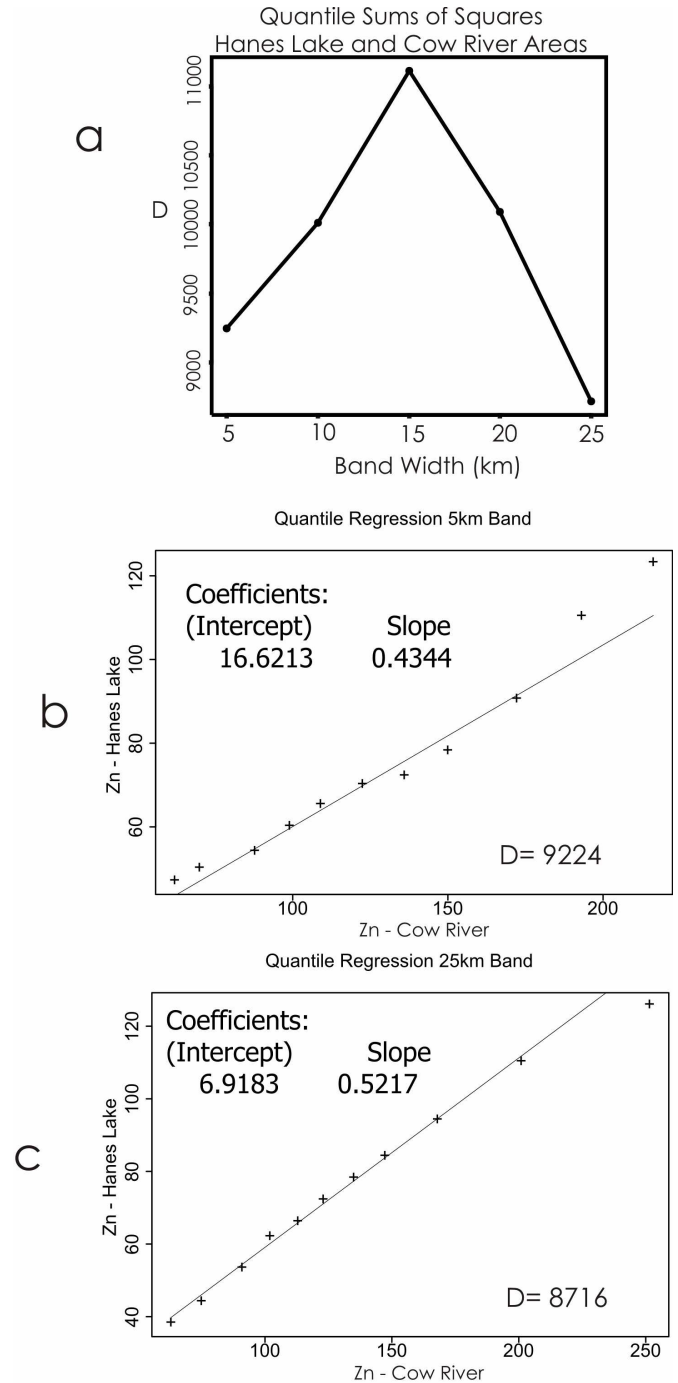 Quantile Sums of Squares
Hanes Lake and Cow River Areas
a
D
11000
10500
10000
9500
9000
5 10 15 20 25
Band Width (km)
Quantile Regression 5km Band
b
Zn - Hanes Lake
120
100
80
60
Coefficients:
(Intercept) Slope
16.6213 0.4344
D= 9224
100 150 200
Zn - Cow River
Quantile Regression 25km Band
c
Zn - Hanes Lake
120
100
80
60
40
Coefficients:
(Intercept) Slope
6.9183 0.5217
D= 8716
100 150 200 250
Zn - Cow River